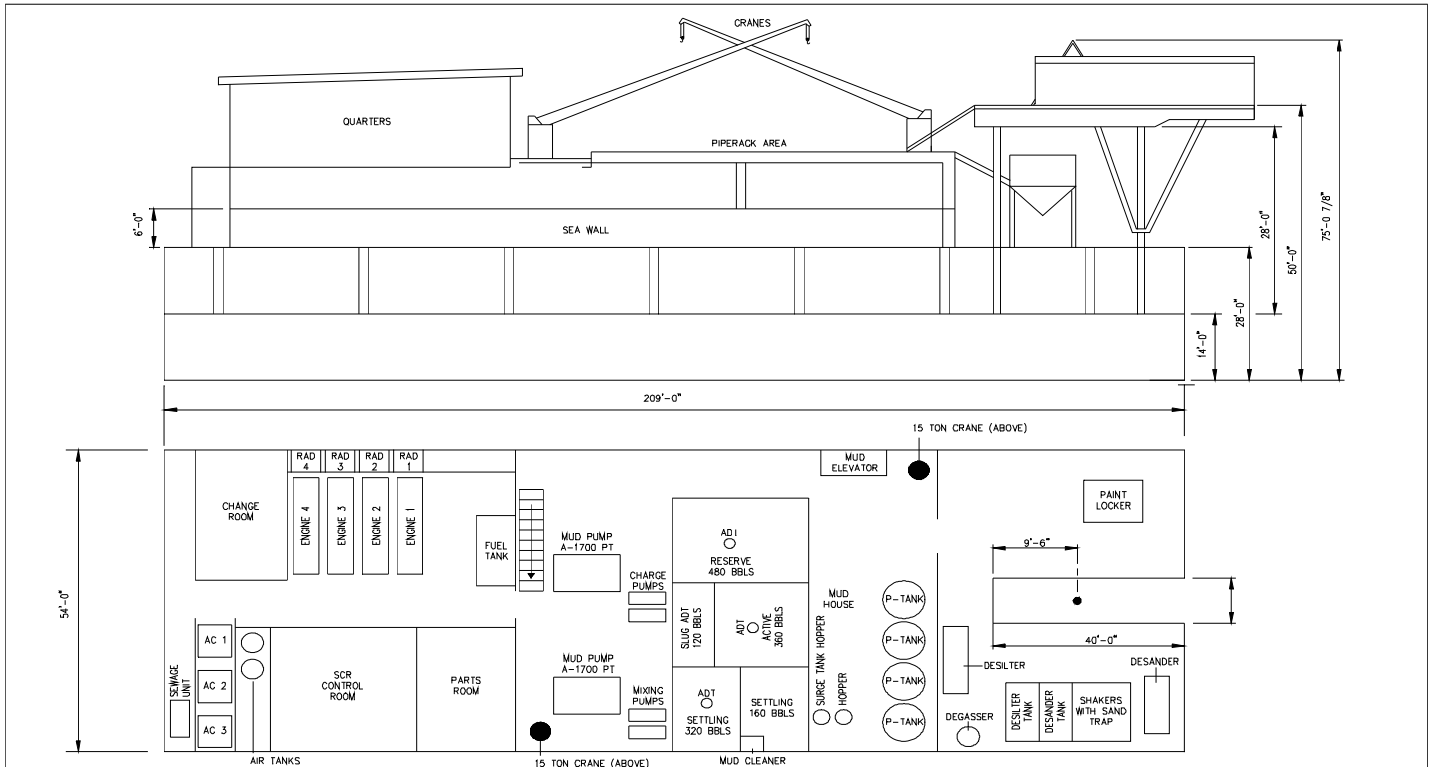 CRANES
QUARTERS
PIPERACK AREA
SEA WALL
6'-0"
28'-0"
75'-0 7/8"
50'-0"
28'-0"
14'-0"
209'-0"
15 TON CRANE (ABOVE)
54'-0"
RAD 4
RAD 3
RAD 2
RAD 1
MUD
ELEVATOR
CHANGE
ROOM
ENGINE 4
ENGINE 3
ENGINE 2
ENGINE 1
FUEL
TANK
MUD PUMP
A-1700 PT
CHARGE
PUMPS
ADI
RESERVE
480 BBLS
SLUG ADT
120 BBLS
ADT
ACTIVE
360 BBLS
MUD
HOUSE
P-TANK
P-TANK
P-TANK
P-TANK
PAINT
LOCKER
9'-6"
40'-0"
AC 1
AC 2
AC 3
SEWAGE
UNIT
SCR
CONTROL
ROOM
PARTS
ROOM
MUD PUMP
A-1700 PT
MIXING
PUMPS
ADT
SETTLING
320 BBLS
SETTLING
160 BBLS
SURGE TANK HOPPER
HOPPER
DESILTER
DESANDER
DEGASSER
DESILTER
TANK
DESANDER
TANK
SHAKERS
WITH SAND
TRAP
AIR TANKS
15 TON CRANE (ABOVE)
MUD CLEANER